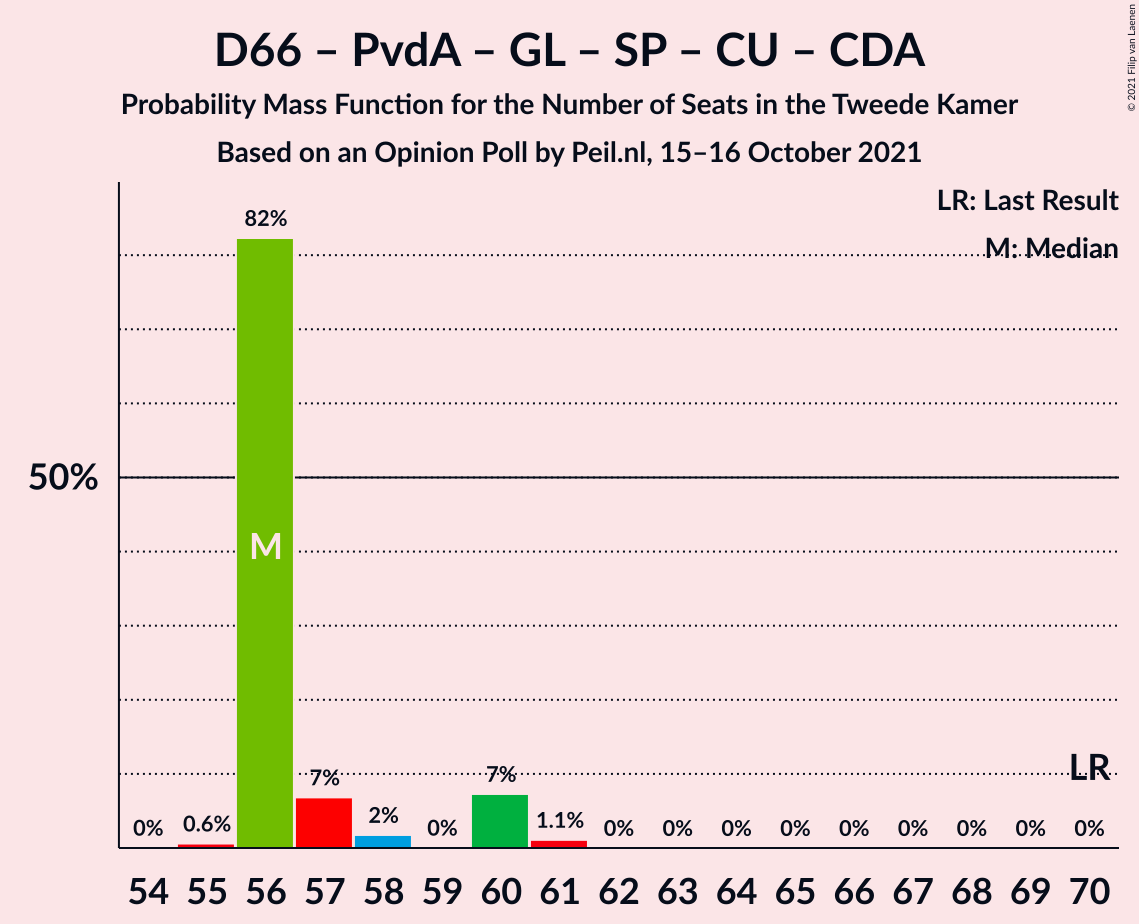 D66 – PvdA – GL – SP – CU – CDA
Probability Mass Function for the Number of Seats in the Tweede Kamer
Based on an Opinion Poll by Peil.nl, 15–16 October 2021
© 2021 Filip van Laenen
LR: Last Result
M: Median
82%
50%
M
LR
0% 0.6% 7% 2% 0% 7% 1.1% 0% 0% 0% 0% 0% 0% 0% 0% 0%
54 55 56 57 58 59 60 61 62 63 64 65 66 67 68 69 70